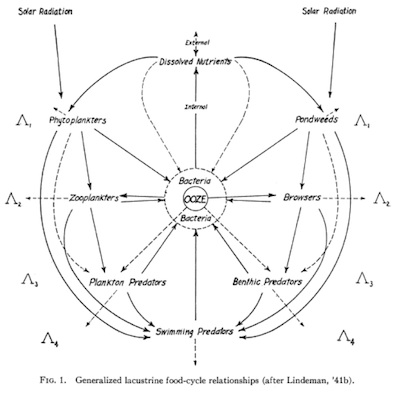 Solar Radiation
Solar Radiation
External
Dissolved Nutrients
Internal
Λ₁
Phytoplankters
Pondweeds
Λ₁
Bacteria
Λ₂
Zooplankters
OOZE
Browsers
Λ₂
Bacteria
Λ₃
Plankton Predators
Benthic Predators
Λ₃
Λ₄
Swimming Predators
Λ₄
FIG. 1. Generalized lacustrine food-cycle relationships (after Lindeman, '41b).